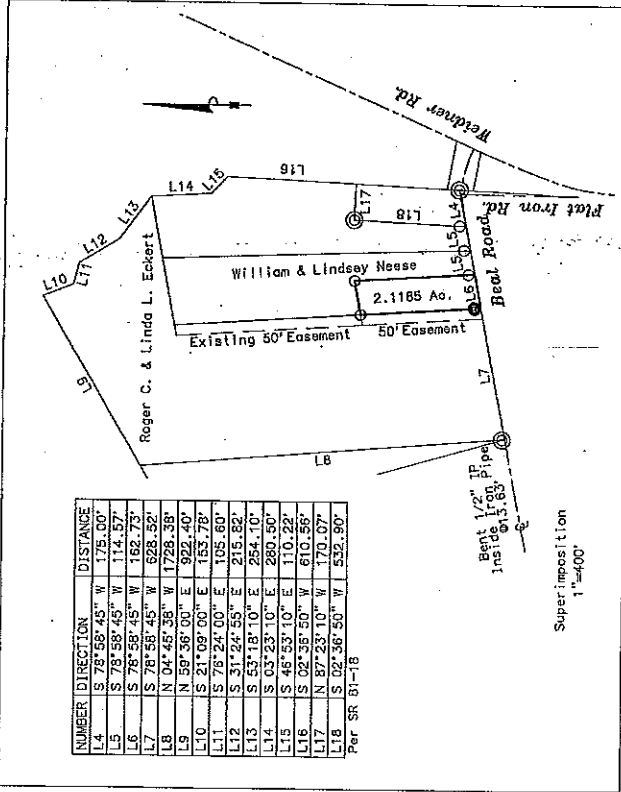 NUMBER DIRECTION DISTANCE
L4 S 78°58'45" W 175.00'
L5 S 78°58'45" W 114.57'
L6 S 78°58'45" W 162.73'
L7 S 78°58'45" W 628.52'
L8 N 04°45'38" W 1728.38'
L9 N 59°36'00" E 922.40'
L10 S 21°09'00" E 153.78'
L11 S 76°24'00" E 105.60'
L12 S 31°24'55" E 215.82'
L13 S 53°18'10" E 254.10'
L14 S 03°23'10" E 280.50'
L15 S 46°53'10" E 110.22'
L16 S 02°36'50" W 610.56'
L17 N 87°23'10" W 170.07'
L18 S 02°36'50" W 532.90'
Per SR 81-18
L10
L11
L12
L13
L14
L15
L9
L16
Roger C. & Linda L. Eckert
Weidner Rd.
L17
L18
William & Lindsay Neese
2.1185 Ac.
Existing 50' Easement
50' Easement
L4
L5
L5
L6
Beal Road
Flat Iron Rd.
L7
L8
Bent 1/2" IP
Inside Iron Pipe
@13.63'
Superimposition
1"=400'